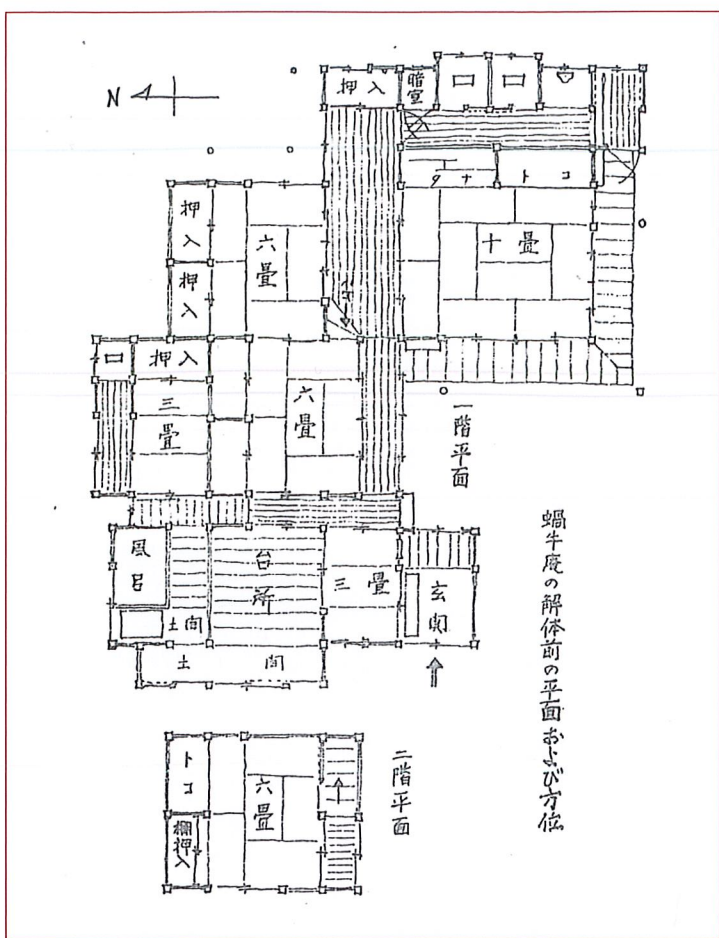 N
押入
暗室
タナ
トコ
押入
六畳
十畳
押入
上
押入
三畳
六畳
一階平面
風呂
台所
三畳
玄関
土間
土間
蝸牛庵の解体前の平面および方位
二階平面
トコ
六畳
棚
押入